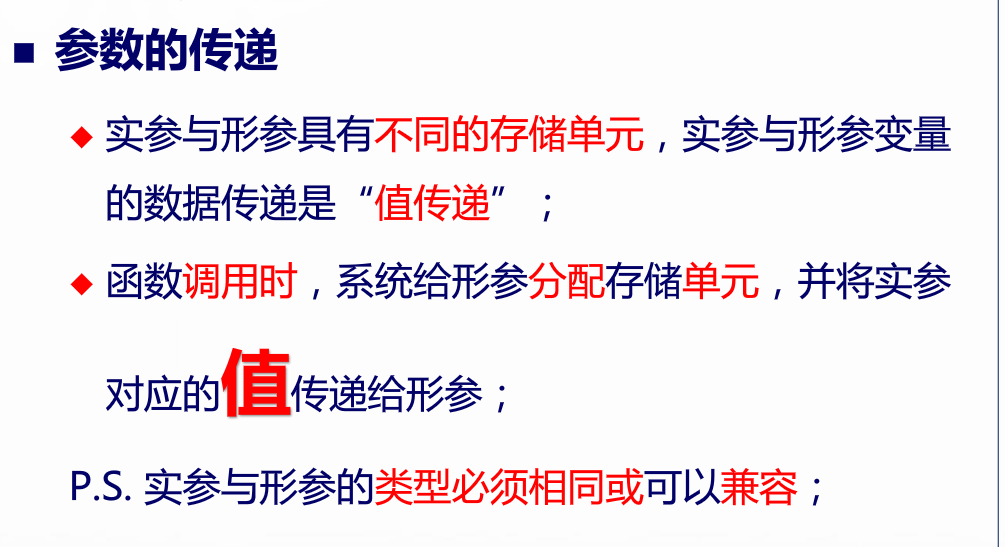 ■ 参数的传递
◆ 实参与形参具有不同的存储单元，实参与形参变量
的数据传递是“值传递”；
◆ 函数调用时，系统给形参分配存储单元，并将实参
对应的值传递给形参；
P.S. 实参与形参的类型必须相同或可以兼容；